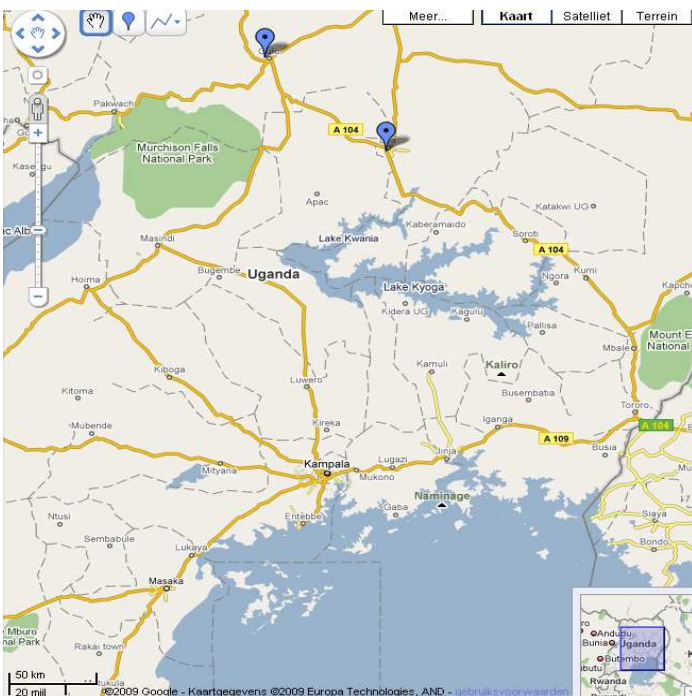 Meer... Kaart Satelliet Terrein
Pakwach
A 104
Murchison Falls
National Park
Apac
Katakwi UG
Kaberamaido
Lake Kwania
Soroti
Masindi
A 104
Bugembe
Uganda
Ngora
Kumi
Hoima
Lake Kyoga
Kidera UG
Kagulu
Pallisa
Mount E
National
Mbale
Kamuli
Kaliro
Kiboga
Luwero
Busembatia
Kitoma
Tororo
Mubende
Kireka
Iganga
A 104
A 109
Busia
Mityana
Kampala
Lugazi
Jinja
Mukono
Naminage
Ntusi
Entebbe
Gaba
Siaya
Sembabule
Lukaya
Bondo
Masaka
Mburo
Rakai town
Uganda
Butembo
Rwanda
50 km
20 mijl
©2009 Google - Kaartgegevens ©2009 Europa Technologies, AND - gebruiksvoorwaarden